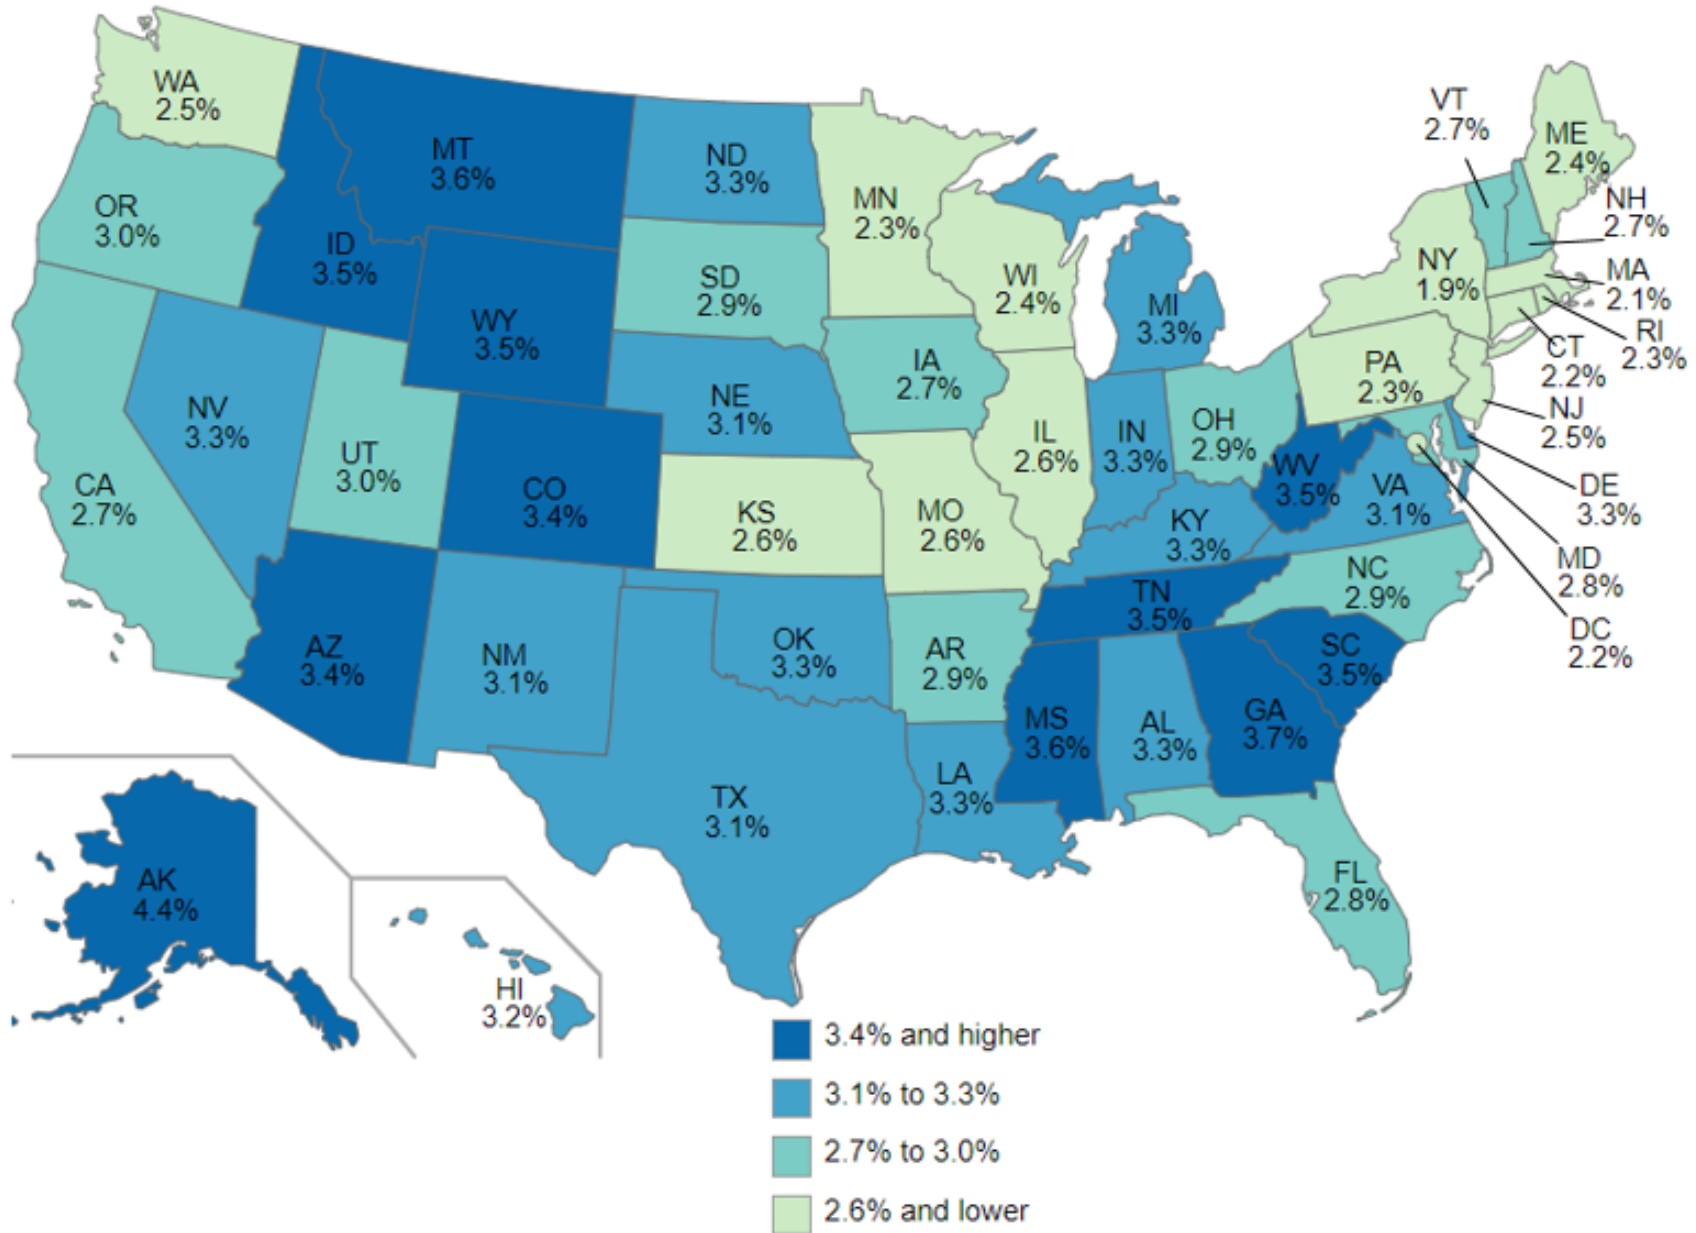 WA
2.5%
OR
3.0%
CA
2.7%
NV
3.3%
ID
3.5%
MT
3.6%
WY
3.5%
UT
3.0%
CO
3.4%
AZ
3.4%
NM
3.1%
ND
3.3%
SD
2.9%
NE
3.1%
KS
2.6%
OK
3.3%
TX
3.1%
MN
2.3%
IA
2.7%
MO
2.6%
AR
2.9%
LA
3.3%
WI
2.4%
IL
2.6%
MI
3.3%
IN
3.3%
OH
2.9%
KY
3.3%
TN
3.5%
MS
3.6%
AL
3.3%
GA
3.7%
FL
2.8%
SC
3.5%
NC
2.9%
VA
3.1%
WV
3.5%
PA
2.3%
NY
1.9%
VT
2.7%
ME
2.4%
NH
2.7%
MA
2.1%
RI
2.3%
CT
2.2%
NJ
2.5%
DE
3.3%
MD
2.8%
DC
2.2%
AK
4.4%
HI
3.2%
3.4% and higher
3.1% to 3.3%
2.7% to 3.0%
2.6% and lower